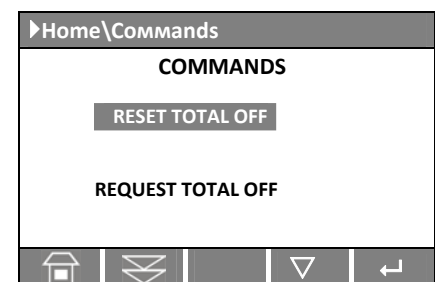 Home\Commands
COMMANDS
RESET TOTAL OFF
REQUEST TOTAL OFF